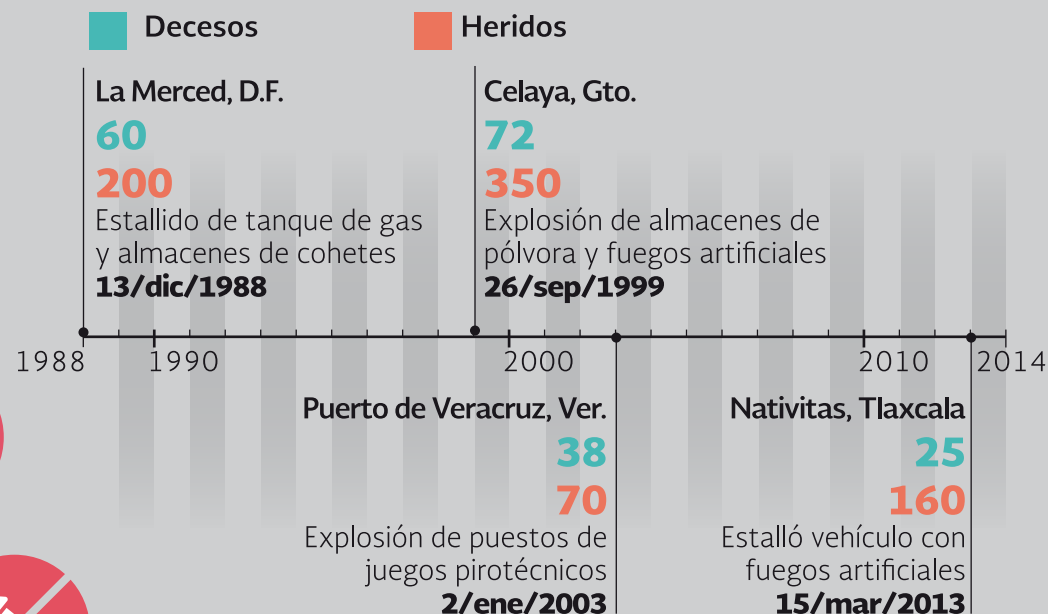 Decesos
Heridos
La Merced, D.F.
60
200
Estallido de tanque de gas
y almacenes de cohetes
13/dic/1988
Celaya, Gto.
72
350
Explosión de almacenes de
pólvora y fuegos artificiales
26/sep/1999
1988
1990
2000
2010
2014
Puerto de Veracruz, Ver.
38
70
Explosión de puestos de
juegos pirotécnicos
2/ene/2003
Nativitas, Tlaxcala
25
160
Estalló vehículo con
fuegos artificiales
15/mar/2013